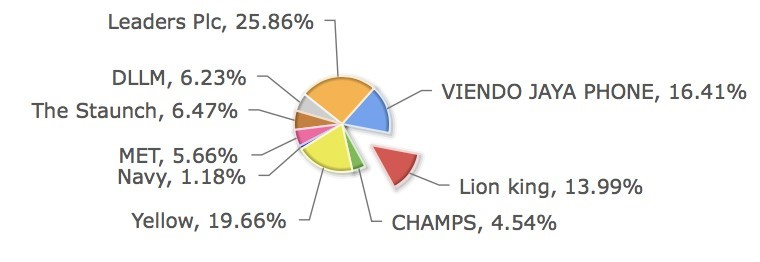 Leaders Plc, 25.86%
DLLM, 6.23%
VIENDO JAYA PHONE, 16.41%
The Staunch, 6.47%
MET, 5.66%
Navy, 1.18%
Lion king, 13.99%
Yellow, 19.66%
CHAMPS, 4.54%